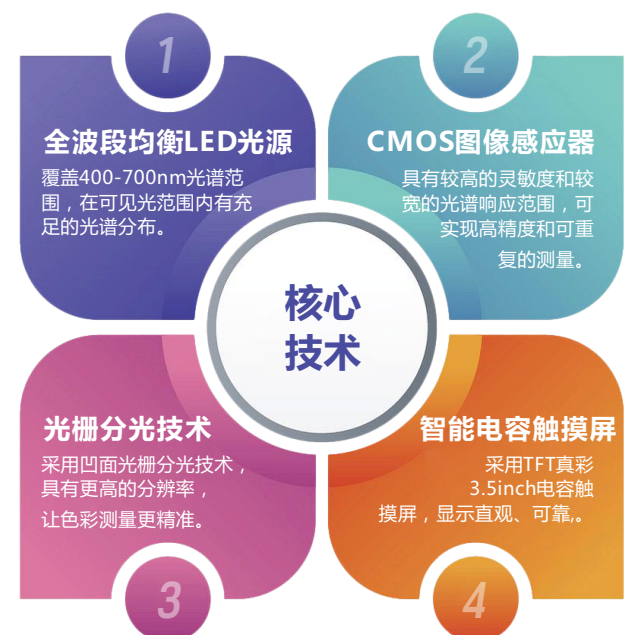 1
全波段均衡LED光源
覆盖400-700nm光谱范
围，在可见光范围内有充
足的光谱分布。
2
CMOS图像感应器
具有较高的灵敏度和较
宽的光谱响应范围，可
实现高精度和可重
复的测量。
核心
技术
光栅分光技术
采用凹面光栅分光技术，
具有更高的分辨率，
让色彩测量更精准。
3
智能电容触摸屏
采用TFT真彩
3.5inch电容触
摸屏，显示直观、可靠,。
4